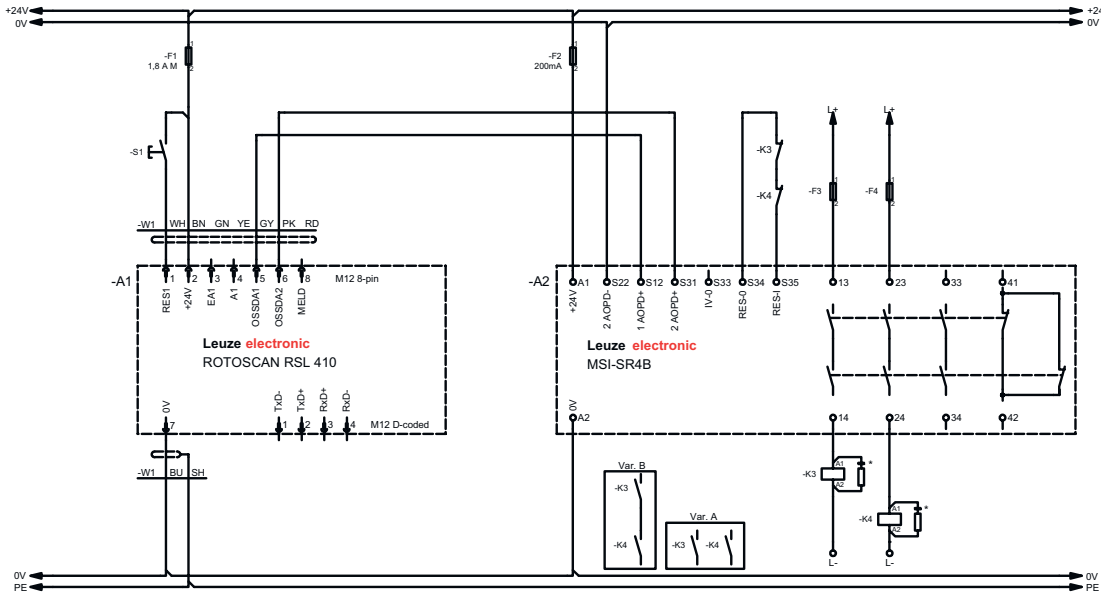 +24V
+24
0V
0V
-F1
1,8 A M
1
2
-F2
200mA
1
2
L+
L+
-S1
-K3
-K4
-F3
1
2
-F4
1
2
-W1 WH BN GN YE GY PK RD
-A1
1 2 3 4 5 6 8 M12 8-pin
RES1
+24V
EA1
A1
OSSDA1
OSSDA2
MELD
Leuze electronic
ROTOSCAN RSL 410
0V
TxD-
TxD+
RxD+
RxD-
7 1 2 3 4 M12 D-coded
-W1 BU SH
-A2
A1 S22 S12 S31 S33 S34 S35 13 23 33 41
+24V
2 AOPD-
1 AOPD+
2 AOPD+
IV-0
RES-0
RES-I
Leuze electronic
MSI-SR4B
0V
A2 14 24 34 42
Var. B
-K3
-K4
Var. A
-K3 -K4
-K3
A1
A2
*
-K4
A1
A2
*
L-
L-
0V
0V
PE
PE